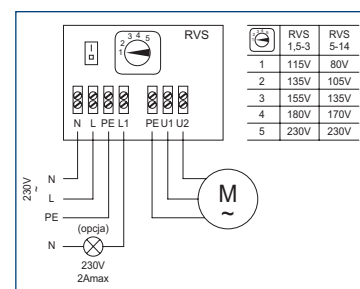 3
2 4
1 5
RVS
N L PE L1 PE U1 U2
230V
~
N
L
PE
(opcja)
N
230V
2Amax
M
~
RVS 1,5-3 RVS 5-14
1 115V 80V
2 135V 105V
3 155V 135V
4 180V 170V
5 230V 230V